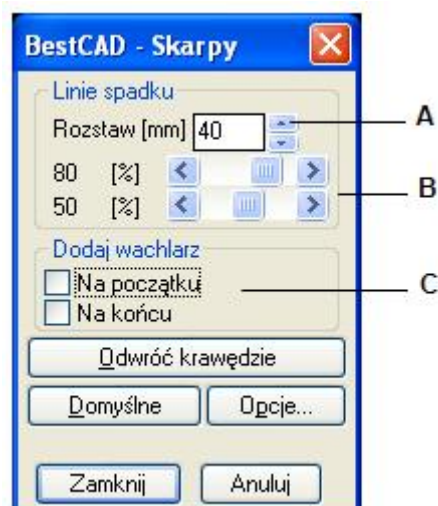 BestCAD - Skarpy
Linie spadku
Rozstaw [mm] 40
A
80 [%]
B
50 [%]
Dodaj wachlarz
Na początku
C
Na końcu
Odwróć krawędzie
Domyślne Opcje...
Zamknij Anuluj